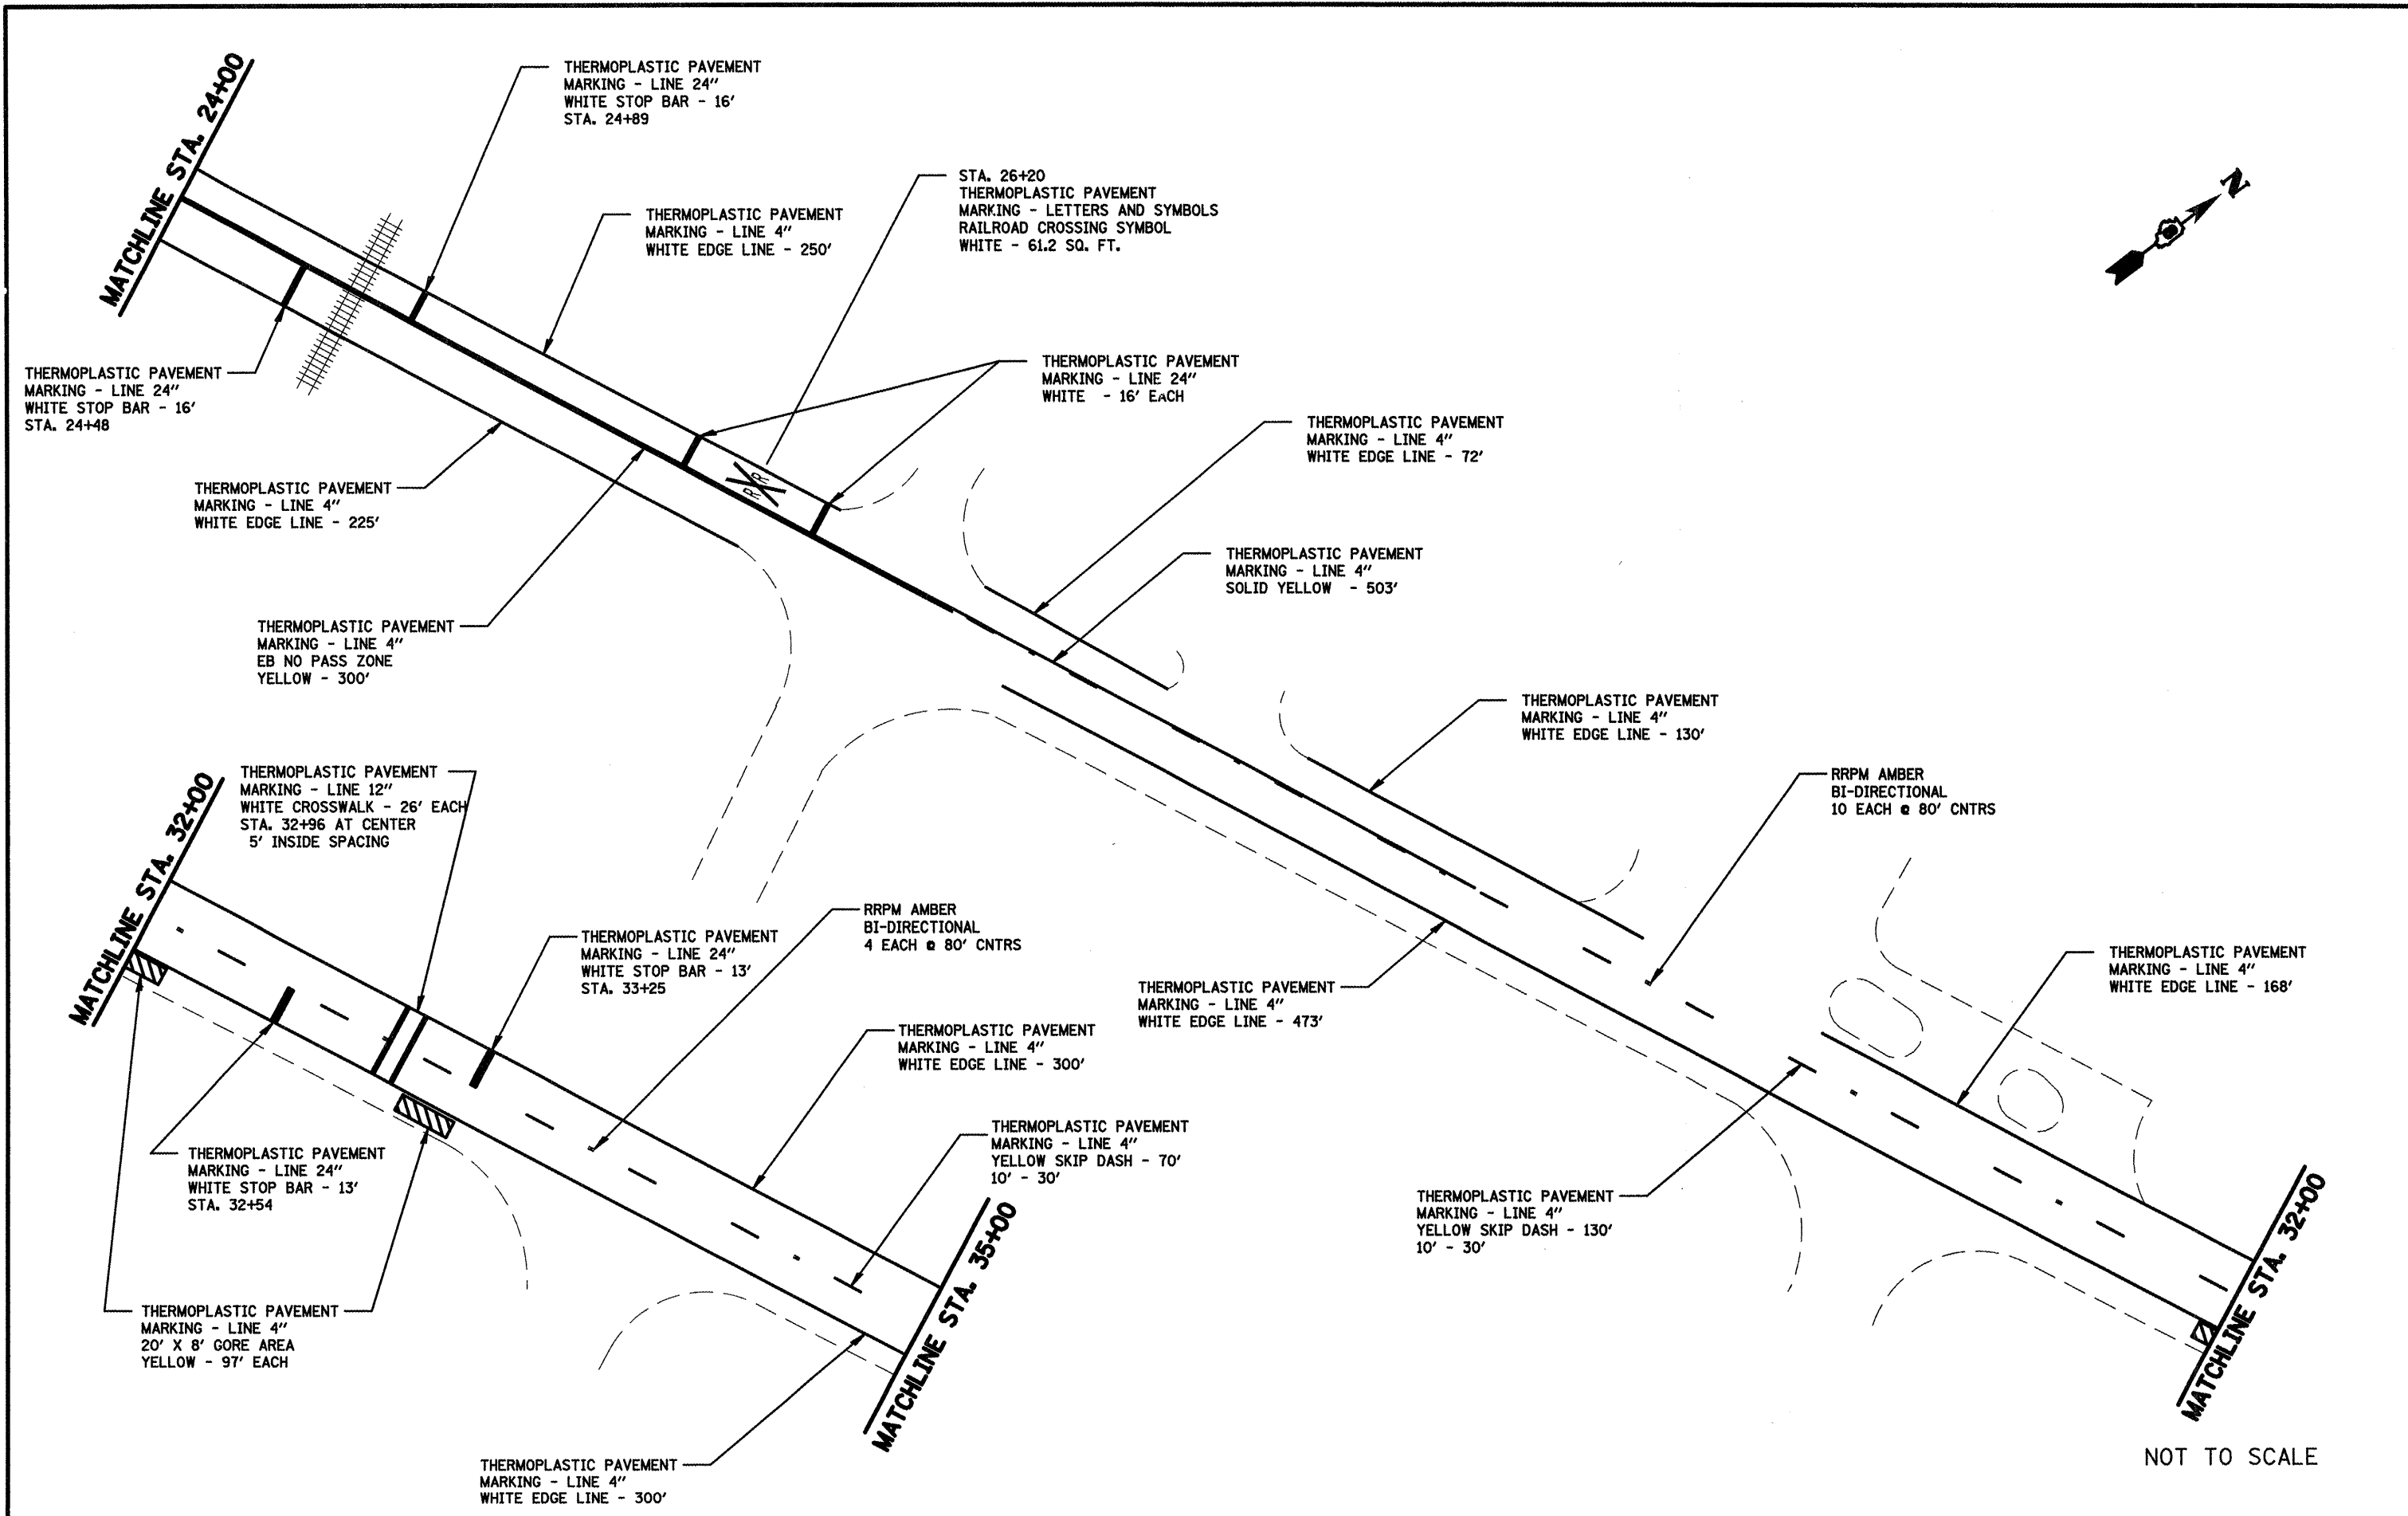 MATCHLINE STA. 24+00
THERMOPLASTIC PAVEMENT
MARKING - LINE 24"
WHITE STOP BAR - 16'
STA. 24+89
STA. 26+20
THERMOPLASTIC PAVEMENT
MARKING - LETTERS AND SYMBOLS
RAILROAD CROSSING SYMBOL
WHITE - 61.2 SQ. FT.
N
THERMOPLASTIC PAVEMENT
MARKING - LINE 4"
WHITE EDGE LINE - 250'
THERMOPLASTIC PAVEMENT
MARKING - LINE 24"
WHITE STOP BAR - 16'
STA. 24+48
THERMOPLASTIC PAVEMENT
MARKING - LINE 24"
WHITE - 16' EACH
THERMOPLASTIC PAVEMENT
MARKING - LINE 4"
WHITE EDGE LINE - 72'
R R
THERMOPLASTIC PAVEMENT
MARKING - LINE 4"
WHITE EDGE LINE - 225'
THERMOPLASTIC PAVEMENT
MARKING - LINE 4"
SOLID YELLOW - 503'
THERMOPLASTIC PAVEMENT
MARKING - LINE 4"
EB NO PASS ZONE
YELLOW - 300'
THERMOPLASTIC PAVEMENT
MARKING - LINE 4"
WHITE EDGE LINE - 130'
RRPM AMBER
BI-DIRECTIONAL
10 EACH @ 80' CNTRS
THERMOPLASTIC PAVEMENT
MARKING - LINE 4"
WHITE EDGE LINE - 473'
THERMOPLASTIC PAVEMENT
MARKING - LINE 4"
WHITE EDGE LINE - 168'
THERMOPLASTIC PAVEMENT
MARKING - LINE 4"
YELLOW SKIP DASH - 130'
10' - 30'
MATCHLINE STA. 32+00
MATCHLINE STA. 32+00
THERMOPLASTIC PAVEMENT
MARKING - LINE 12"
WHITE CROSSWALK - 26' EACH
STA. 32+96 AT CENTER
5' INSIDE SPACING
THERMOPLASTIC PAVEMENT
MARKING - LINE 24"
WHITE STOP BAR - 13'
STA. 33+25
RRPM AMBER
BI-DIRECTIONAL
4 EACH @ 80' CNTRS
THERMOPLASTIC PAVEMENT
MARKING - LINE 4"
WHITE EDGE LINE - 300'
THERMOPLASTIC PAVEMENT
MARKING - LINE 4"
YELLOW SKIP DASH - 70'
10' - 30'
THERMOPLASTIC PAVEMENT
MARKING - LINE 24"
WHITE STOP BAR - 13'
STA. 32+54
THERMOPLASTIC PAVEMENT
MARKING - LINE 4"
20' X 8' GORE AREA
YELLOW - 97' EACH
MATCHLINE STA. 35+00
THERMOPLASTIC PAVEMENT
MARKING - LINE 4"
WHITE EDGE LINE - 300'
NOT TO SCALE